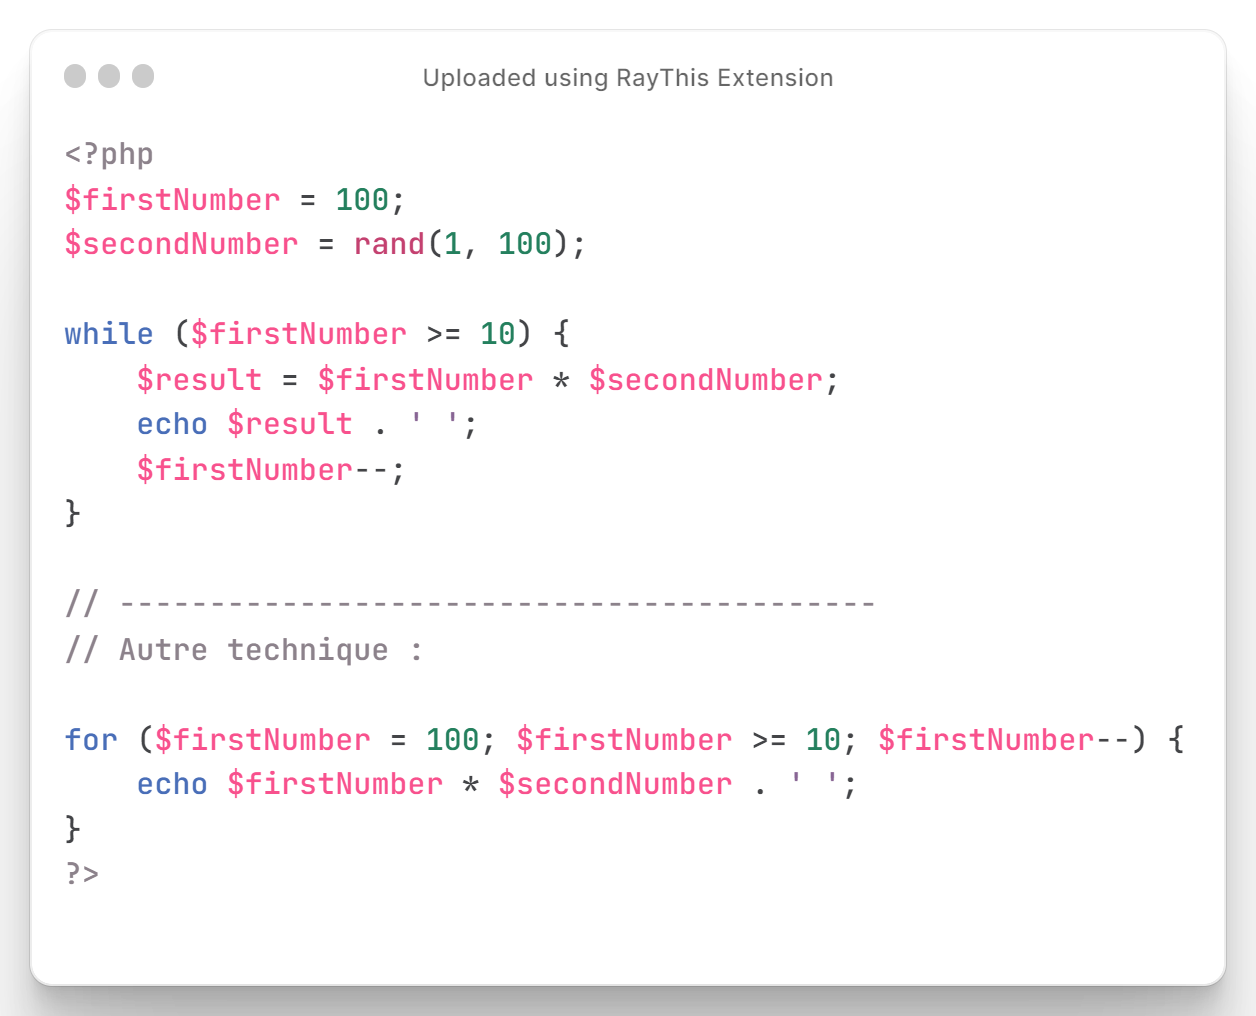 Uploaded using RayThis Extension
<?php
$firstNumber = 100;
$secondNumber = rand(1, 100);
while ($firstNumber >= 10) {
    $result = $firstNumber * $secondNumber;
    echo $result . ' ';
    $firstNumber--;
}
// ------------------------------------------
// Autre technique :
for ($firstNumber = 100; $firstNumber >= 10; $firstNumber--) {
    echo $firstNumber * $secondNumber . ' ';
}
?>